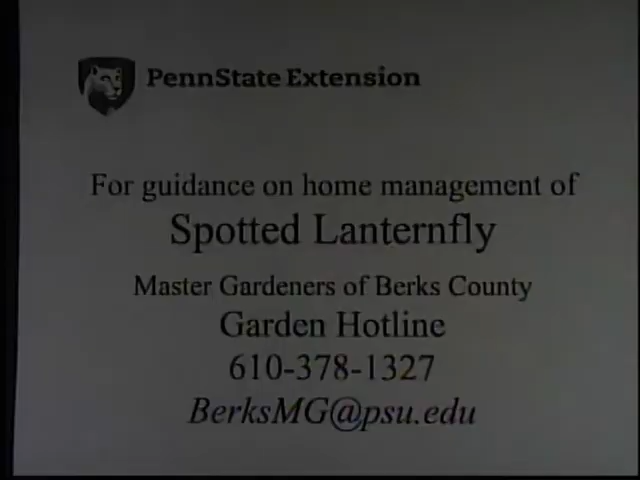 PennState Extension
For guidance on home management of
Spotted Lanternfly
Master Gardeners of Berks County
Garden Hotline
610-378-1327
BerksMG@psu.edu